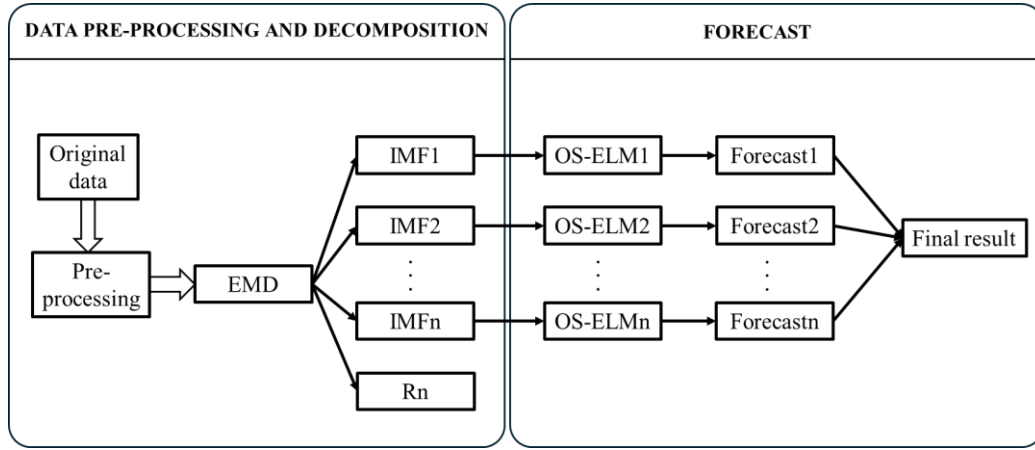 DATA PRE-PROCESSING AND DECOMPOSITION
FORECAST
Original
data
Pre-
processing
EMD
IMF1
OS-ELM1
Forecast1
IMF2
OS-ELM2
Forecast2
Final result
IMFn
OS-ELMn
Forecastn
Rn